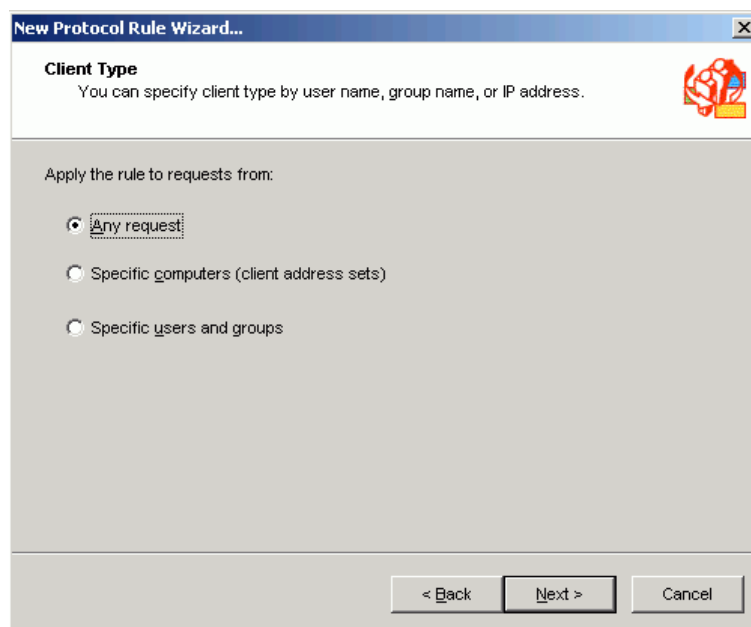 New Protocol Rule Wizard...
Client Type
You can specify client type by user name, group name, or IP address.
Apply the rule to requests from:
Any request
Specific computers (client address sets)
Specific users and groups
< Back
Next >
Cancel